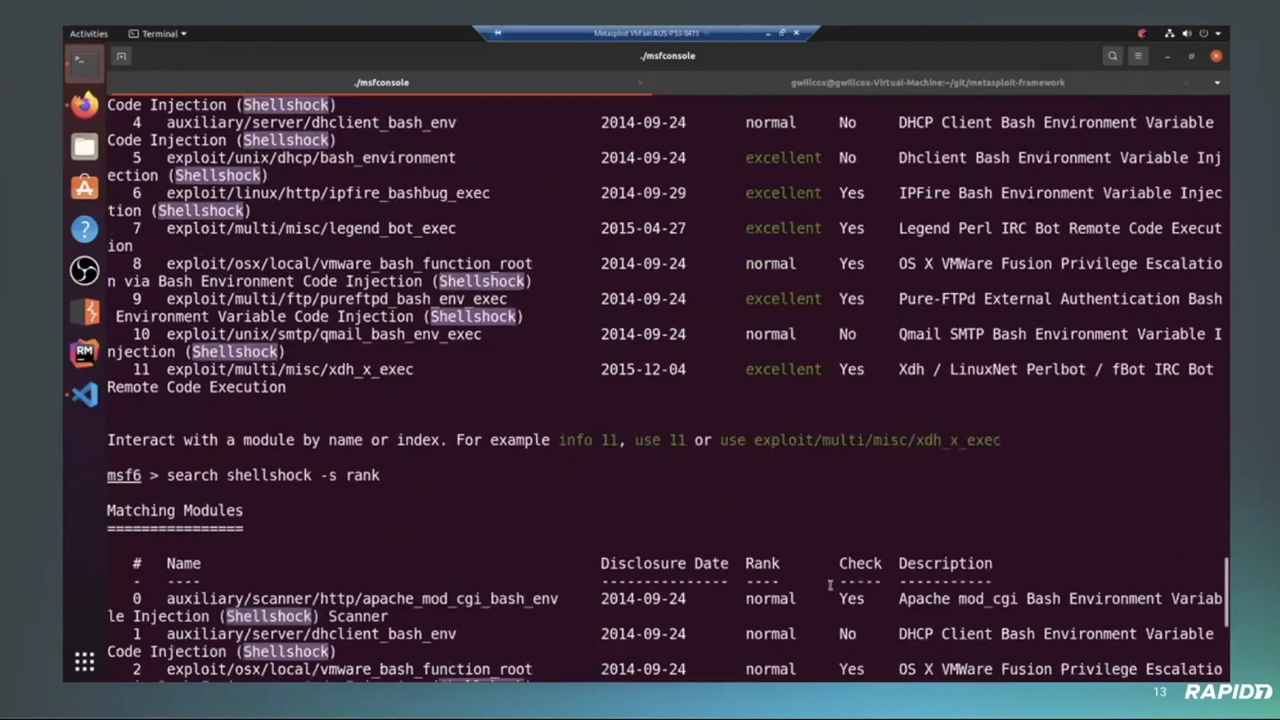 Activities Terminal Metasploit VM on AUS-P53-8473
./msfconsole
./msfconsole gwillcox@gwillcox-Virtual-Machine:~/git/metasploit-framework
Code Injection (Shellshock)
4 auxiliary/server/dhclient_bash_env 2014-09-24 normal No DHCP Client Bash Environment Variable
Code Injection (Shellshock)
5 exploit/unix/dhcp/bash_environment 2014-09-24 excellent No Dhclient Bash Environment Variable Inj
ection (Shellshock)
6 exploit/linux/http/ipfire_bashbug_exec 2014-09-29 excellent Yes IPFire Bash Environment Variable Injec
tion (Shellshock)
7 exploit/multi/misc/legend_bot_exec 2015-04-27 excellent Yes Legend Perl IRC Bot Remote Code Execut
ion
8 exploit/osx/local/vmware_bash_function_root 2014-09-24 normal Yes OS X VMWare Fusion Privilege Escalatio
n via Bash Environment Code Injection (Shellshock)
9 exploit/multi/ftp/pureftpd_bash_env_exec 2014-09-24 excellent Yes Pure-FTPd External Authentication Bash
Environment Variable Code Injection (Shellshock)
10 exploit/unix/smtp/qmail_bash_env_exec 2014-09-24 normal No Qmail SMTP Bash Environment Variable I
njection (Shellshock)
11 exploit/multi/misc/xdh_x_exec 2015-12-04 excellent Yes Xdh / LinuxNet Perlbot / fBot IRC Bot
Remote Code Execution
Interact with a module by name or index. For example info 11, use 11 or use exploit/multi/misc/xdh_x_exec
msf6 > search shellshock -s rank
Matching Modules
================
# Name Disclosure Date Rank Check Description
- ---- --------------- ---- ----- -----------
0 auxiliary/scanner/http/apache_mod_cgi_bash_env 2014-09-24 normal Yes Apache mod_cgi Bash Environment Variab
le Injection (Shellshock) Scanner
1 auxiliary/server/dhclient_bash_env 2014-09-24 normal No DHCP Client Bash Environment Variable
Code Injection (Shellshock)
2 exploit/osx/local/vmware_bash_function_root 2014-09-24 normal Yes OS X VMWare Fusion Privilege Escalatio
RM
13 RAPID7